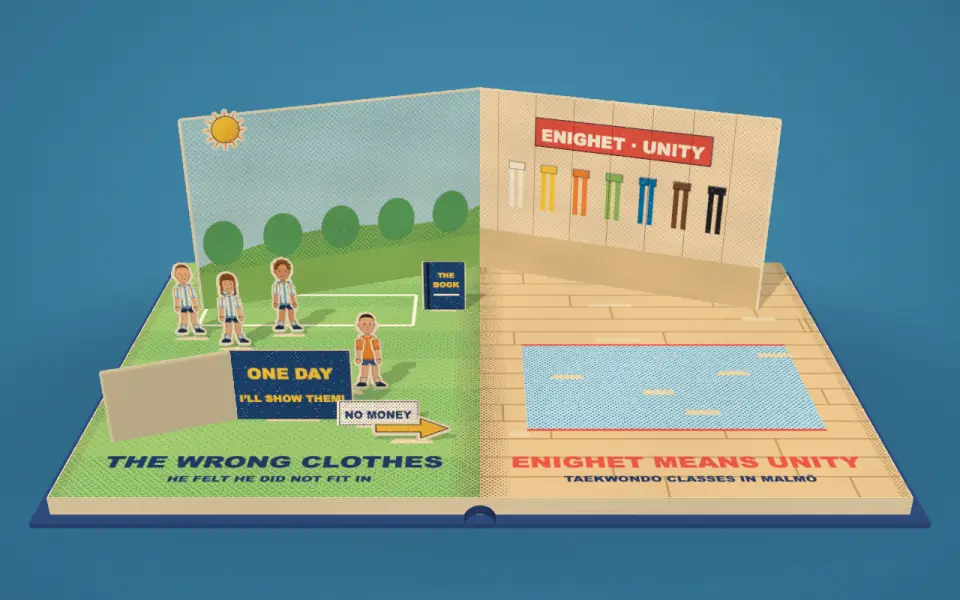 THE
BOOK
ONE DAY
I'LL SHOW THEM!
NO MONEY
THE WRONG CLOTHES
HE FELT HE DID NOT FIT IN
ENIGHET · UNITY
ENIGHET MEANS UNITY
TAEKWONDO CLASSES IN MALMÖ